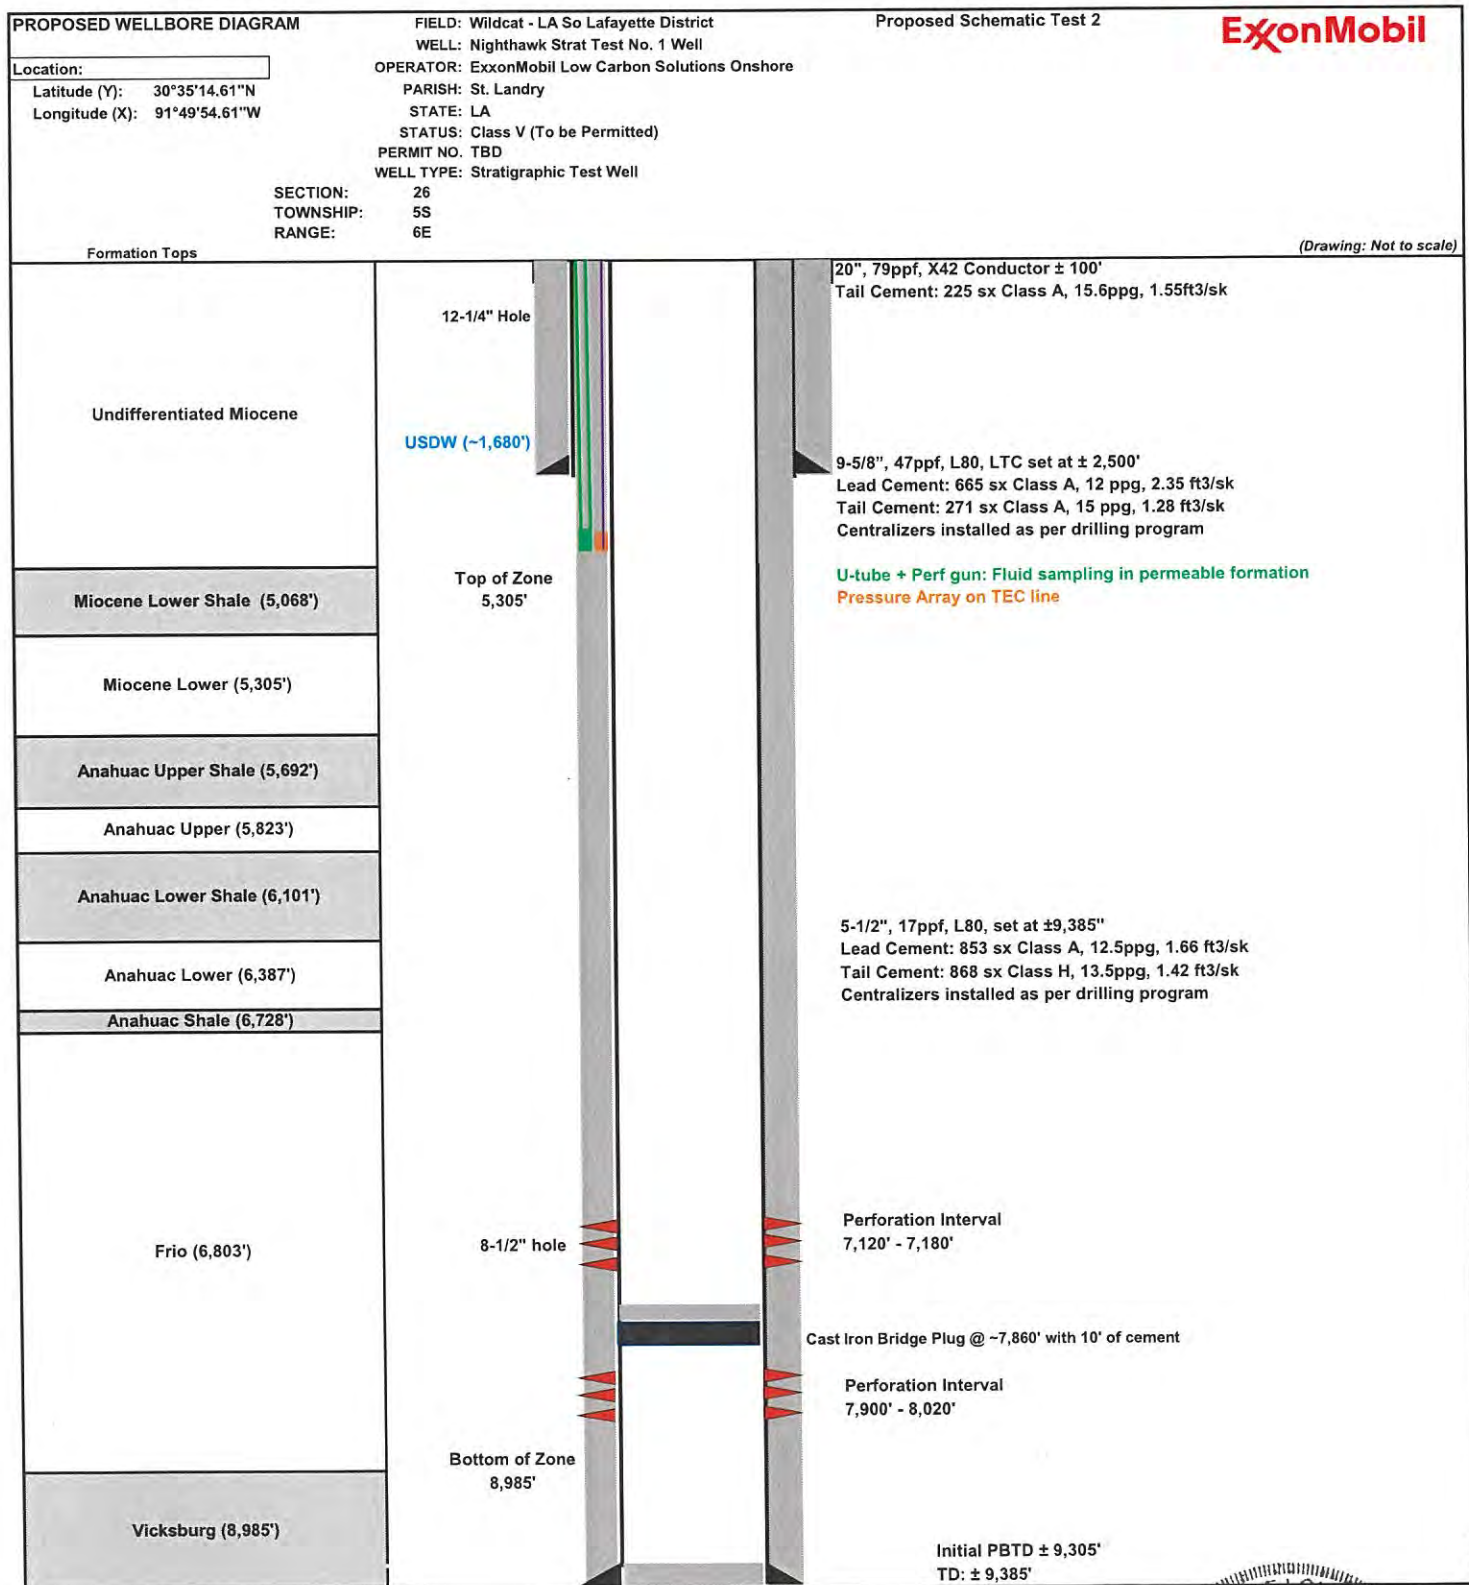 PROPOSED WELLBORE DIAGRAM
Location:
Latitude (Y): 30°35'14.61"N
Longitude (X): 91°49'54.61"W
FIELD: Wildcat - LA So Lafayette District
WELL: Nighthawk Strat Test No. 1 Well
OPERATOR: ExxonMobil Low Carbon Solutions Onshore
PARISH: St. Landry
STATE: LA
STATUS: Class V (To be Permitted)
PERMIT NO. TBD
WELL TYPE: Stratigraphic Test Well
SECTION: 26
TOWNSHIP: 5S
RANGE: 6E
Proposed Schematic Test 2
ExxonMobil
(Drawing: Not to scale)
Formation Tops
Undifferentiated Miocene
Miocene Lower Shale (5,068')
Miocene Lower (5,305')
Anahuac Upper Shale (5,692')
Anahuac Upper (5,823')
Anahuac Lower Shale (6,101')
Anahuac Lower (6,387')
Anahuac Shale (6,728')
Frio (6,803')
Vicksburg (8,985')
12-1/4" Hole
USDW (~1,680')
Top of Zone
5,305'
8-1/2" hole
Bottom of Zone
8,985'
20", 79ppf, X42 Conductor ± 100'
Tail Cement: 225 sx Class A, 15.6ppg, 1.55ft3/sk
9-5/8", 47ppf, L80, LTC set at ± 2,500'
Lead Cement: 665 sx Class A, 12 ppg, 2.35 ft3/sk
Tail Cement: 271 sx Class A, 15 ppg, 1.28 ft3/sk
Centralizers installed as per drilling program
U-tube + Perf gun: Fluid sampling in permeable formation
Pressure Array on TEC line
5-1/2", 17ppf, L80, set at ±9,385"
Lead Cement: 853 sx Class A, 12.5ppg, 1.66 ft3/sk
Tail Cement: 868 sx Class H, 13.5ppg, 1.42 ft3/sk
Centralizers installed as per drilling program
Perforation Interval
7,120' - 7,180'
Cast Iron Bridge Plug @ ~7,860' with 10' of cement
Perforation Interval
7,900' - 8,020'
Initial PBTD ± 9,305'
TD: ± 9,385'